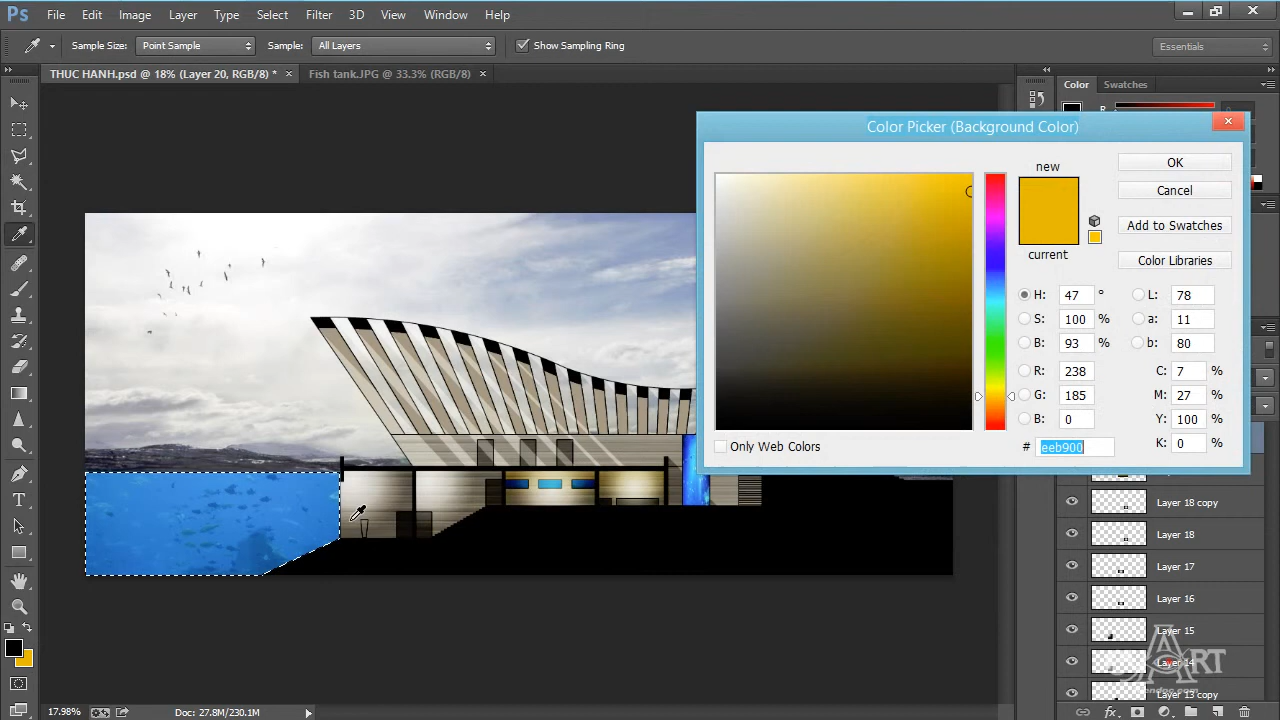 Ps File Edit Image Layer Type Select Filter 3D View Window Help
Sample Size: Point Sample Sample: All Layers Show Sampling Ring Essentials
THUC HANH.psd @ 18% (Layer 20, RGB/8) * × Fish tank.JPG @ 33.3% (RGB/8) ×
Color Swatches
R
Color Picker (Background Color)
new
current
OK
Cancel
Add to Swatches
Color Libraries
H: 47 ° L: 78
S: 100 % a: 11
B: 93 % b: 80
R: 238 C: 7 %
G: 185 M: 27 %
B: 0 Y: 100 %
# eeb900 K: 0 %
Only Web Colors
Layer 18 copy
Layer 18
Layer 17
Layer 16
Layer 15
Layer 14
Layer 13 copy
ART
17.98% Doc: 27.8M/230.1M